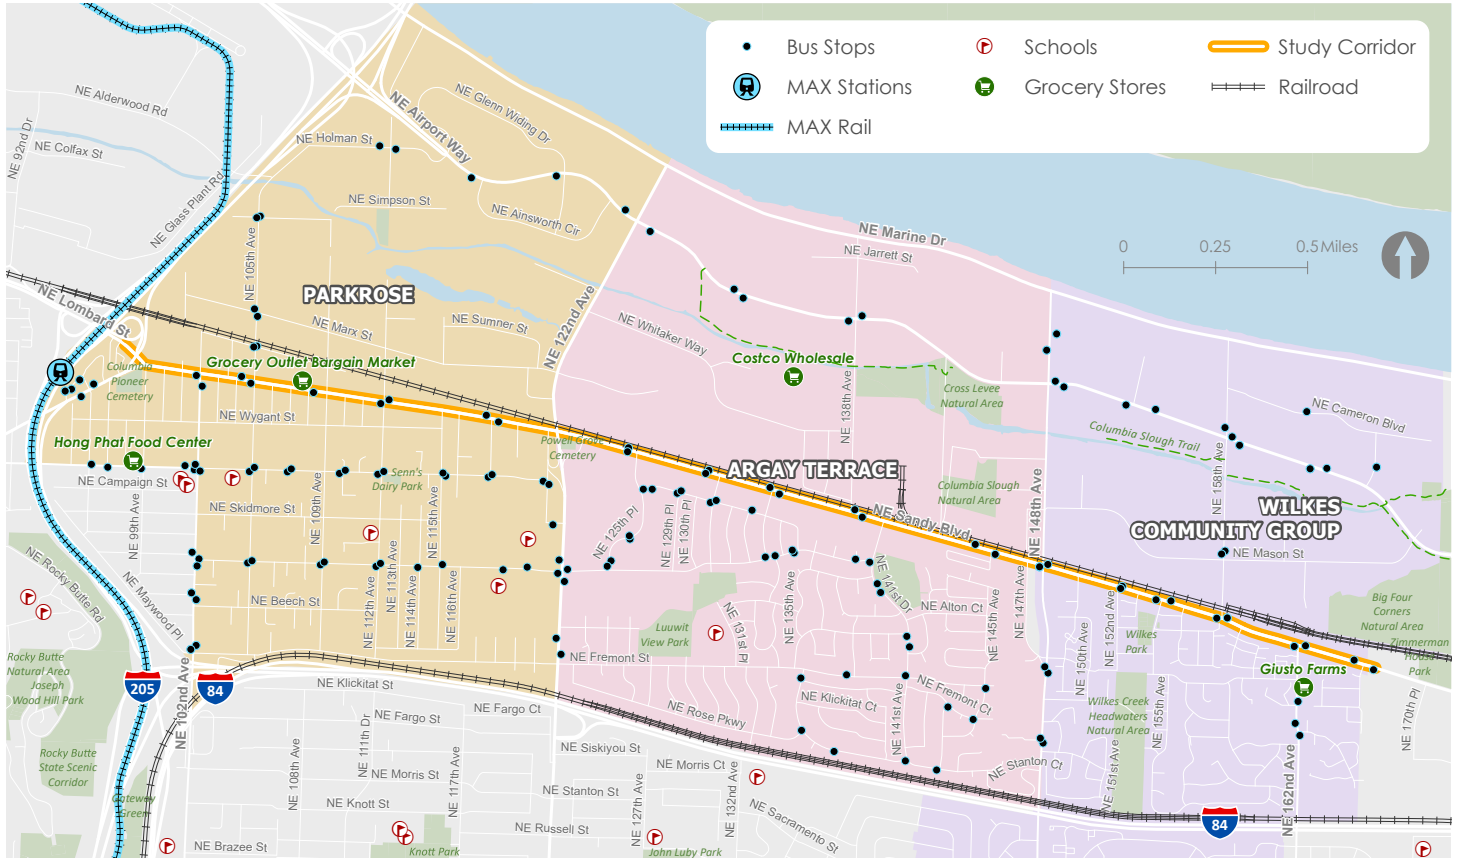 Bus Stops
Schools
Study Corridor
MAX Stations
Grocery Stores
Railroad
MAX Rail
0
0.25
0.5Miles
NE Alderwood Rd
NE 92nd Dr
NE Colfax St
NE Glass Plant Rd
NE Holman St
NE Airport Way
NE Glenn Widing Dr
NE Simpson St
NE Ainsworth Cir
NE 105th Ave
NE Marine Dr
NE Jarrett St
PARKROSE
NE Lombard St
NE Marx St
NE Sumner St
NE 122nd Ave
NE Whitaker Way
Grocery Outlet Bargain Market
Columbia
Pioneer
Cemetery
Costco Wholesale
NE 138th Ave
Cross Levee
Natural Area
NE Cameron Blvd
Columbia Slough Trail
NE Wygant St
Hong Phat Food Center
Powell Grove
Cemetery
NE Campaign St
Senn's
Dairy Park
ARGAY TERRACE
Columbia Slough
Natural Area
NE 148th Ave
NE 158th Ave
WILKES
COMMUNITY GROUP
NE Skidmore St
NE 99th Ave
NE 109th Ave
NE 115th Ave
NE 125th Pl
NE 129th Pl
NE 130th Pl
NE Sandy Blvd
NE Mason St
NE Rocky Butte Rd
NE Maywood Pl
NE Beech St
NE 112th Ave
NE 113th Ave
NE 114th Ave
NE 116th Ave
Luuwit
View Park
NE 131st Pl
NE 135th Ave
NE 141st Dr
NE Alton Ct
NE 145th Ave
NE 147th Ave
NE 150th Ave
NE 152nd Ave
Wilkes
Park
Big Four
Corners
Natural Area
Zimmerman
House
Park
Rocky Butte
Natural Area
Joseph
Wood Hill Park
205
84
NE 102nd Ave
NE Fremont St
NE Klickitat St
NE Klickitat Ct
NE Fremont Ct
Giusto Farms
Wilkes Creek
Headwaters
Natural Area
NE 155th Ave
NE 170th Pl
NE Fargo St
NE Fargo Ct
NE Rose Pkwy
NE 141st Ave
NE 111th Dr
NE 108th Ave
Rocky Butte
State Scenic
Corridor
NE Siskiyou St
NE Morris St
NE Morris Ct
NE Stanton Ct
NE 117th Ave
NE Stanton St
NE 127th Ave
NE 132nd Ave
NE 151st Ave
NE 162nd Ave
Gateway
Green
NE Knott St
NE Russell St
NE Sacramento St
84
NE Brazee St
Knott Park
John Luby Park